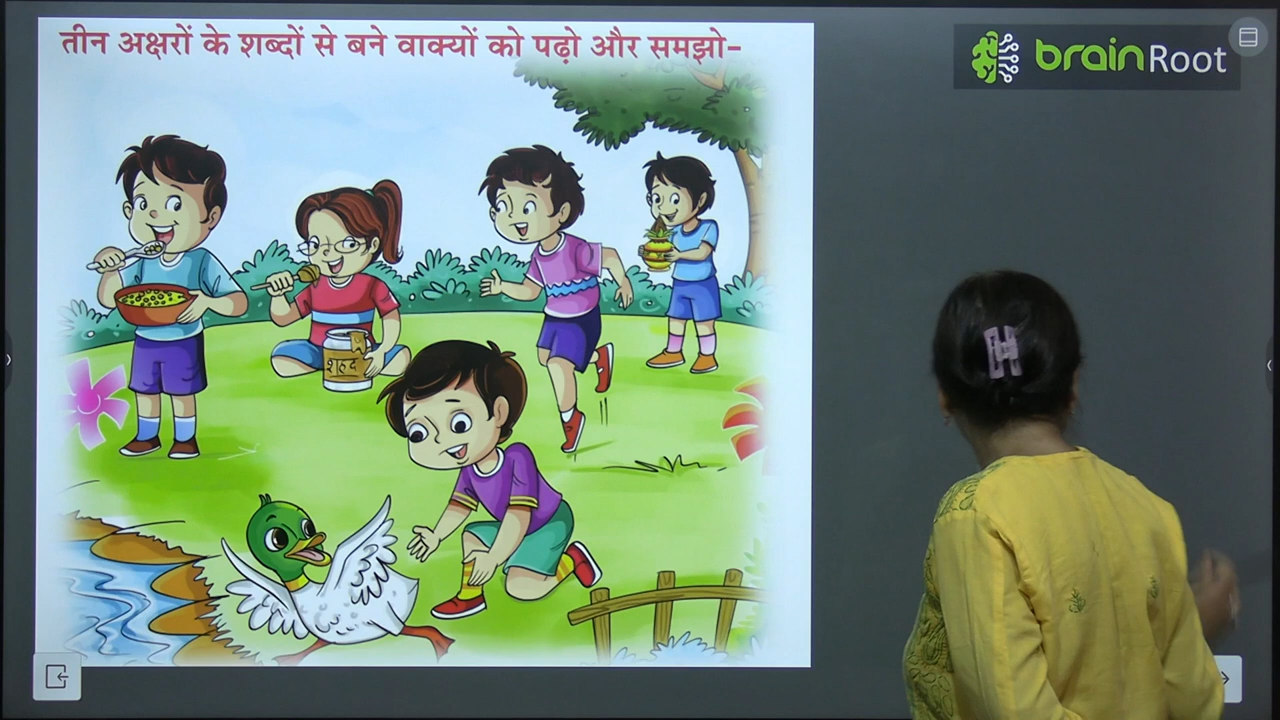 तीन अक्षरों के शब्दों से बने वाक्यों को पढ़ो और समझो-
brainRoot
शहद